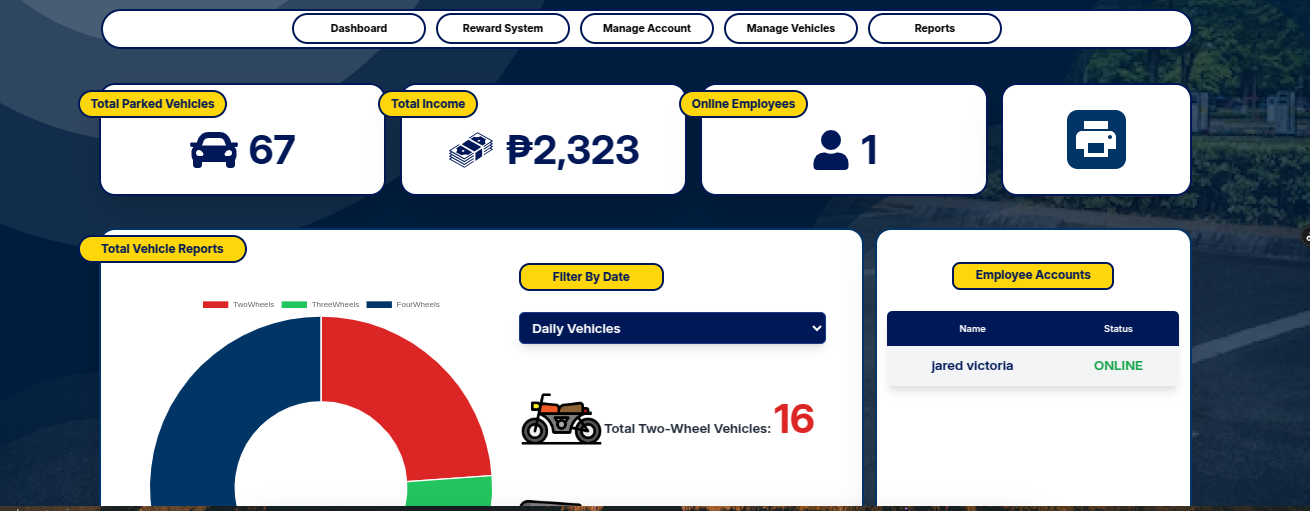 Dashboard
Reward System
Manage Account
Manage Vehicles
Reports
Total Parked Vehicles
67
Total Income
₱2,323
Online Employees
1
Total Vehicle Reports
TwoWheels
ThreeWheels
FourWheels
Filter By Date
Daily Vehicles
Total Two-Wheel Vehicles: 16
Employee Accounts
Name Status
jared victoria ONLINE